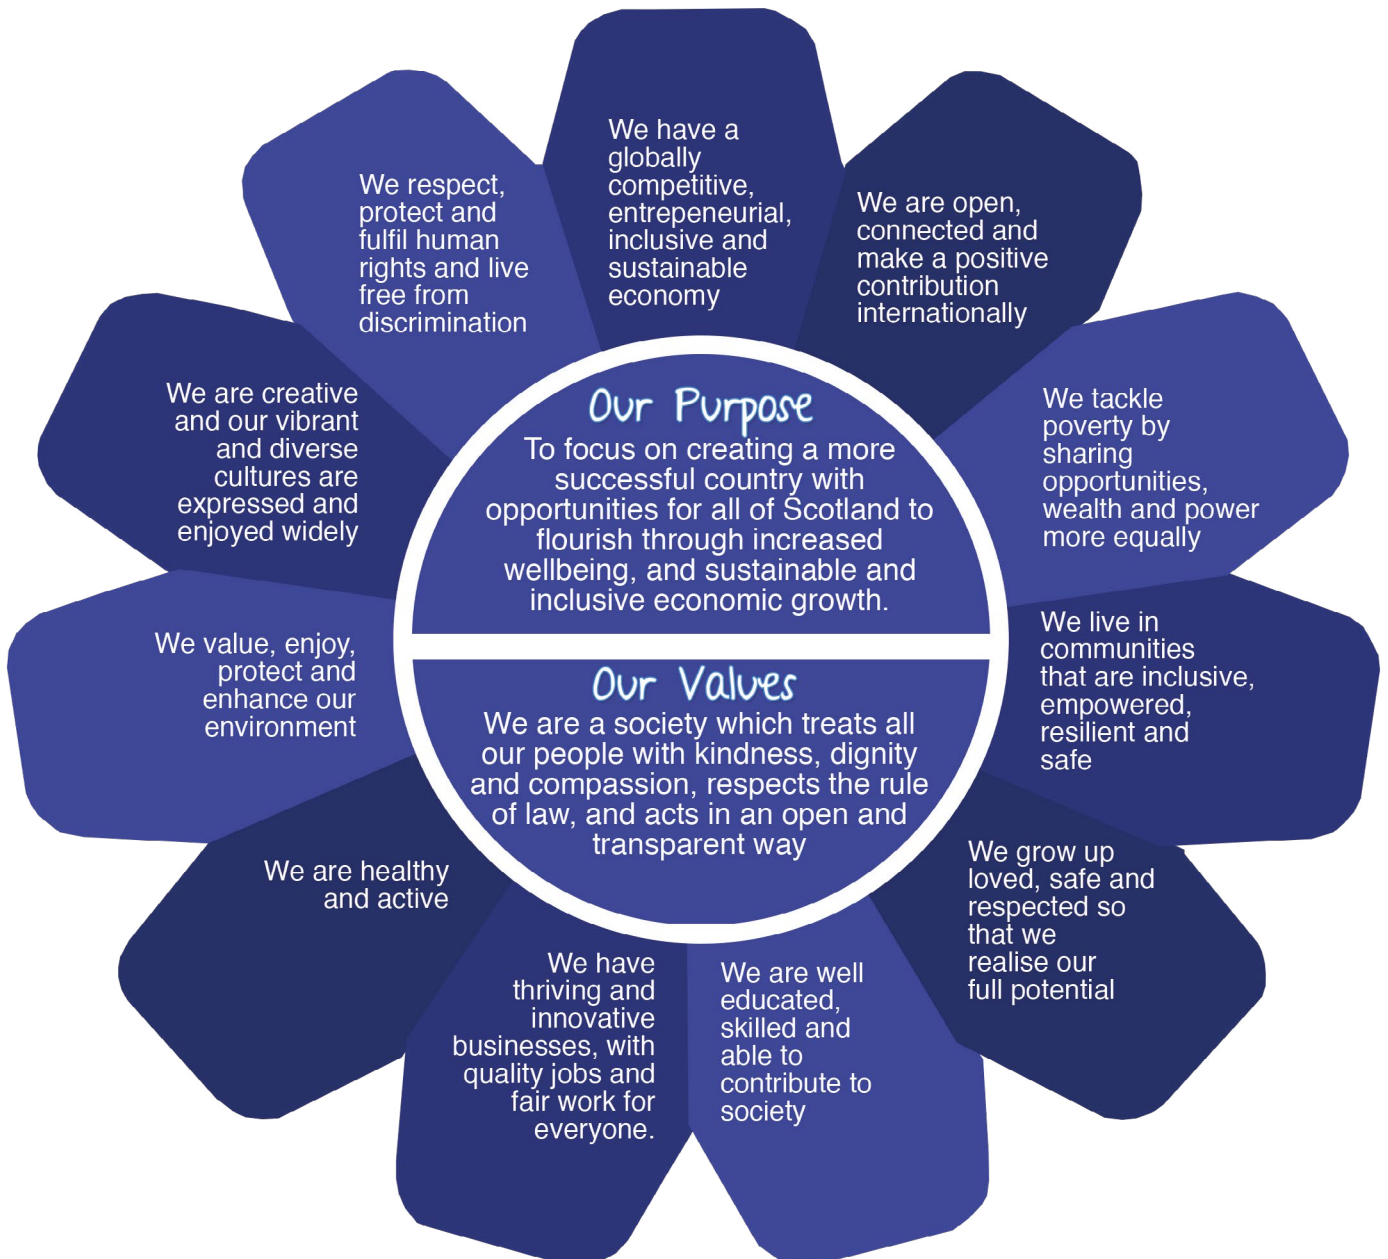 We have a
globally
competitive,
entrepeneurial,
inclusive and
sustainable
economy
We are open,
connected and
make a positive
contribution
internationally
We tackle
poverty by
sharing
opportunities,
wealth and power
more equally
We live in
communities
that are inclusive,
empowered,
resilient and
safe
We grow up
loved, safe and
respected so
that we
realise our
full potential
We are well
educated,
skilled and
able to
contribute to
society
We have
thriving and
innovative
businesses, with
quality jobs and
fair work for
everyone.
We are healthy
and active
We value, enjoy,
protect and
enhance our
environment
We are creative
and our vibrant
and diverse
cultures are
expressed and
enjoyed widely
We respect,
protect and
fulfil human
rights and live
free from
discrimination
Our Purpose
To focus on creating a more
successful country with
opportunities for all of Scotland to
flourish through increased
wellbeing, and sustainable and
inclusive economic growth.
Our Values
We are a society which treats all
our people with kindness, dignity
and compassion, respects the rule
of law, and acts in an open and
transparent way